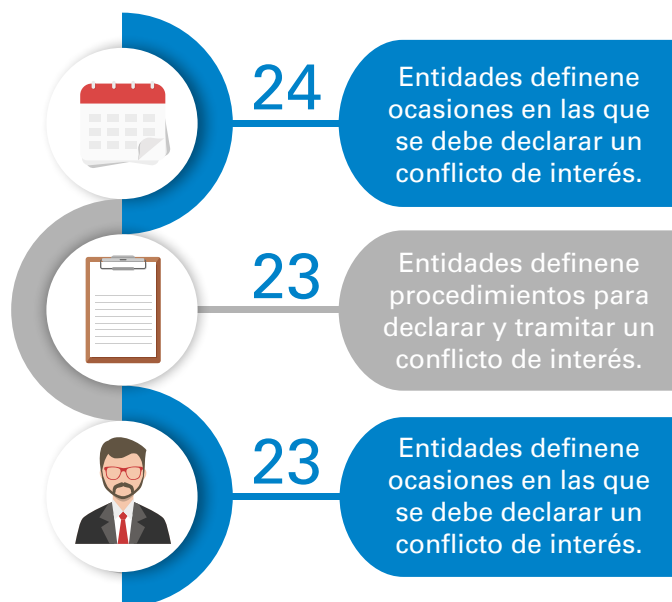 24
Entidades definene
ocasiones en las que
se debe declarar un
conflicto de interés.
23
Entidades definene
procedimientos para
declarar y tramitar un
conflicto de interés.
23
Entidades definene
ocasiones en las que
se debe declarar un
conflicto de interés.